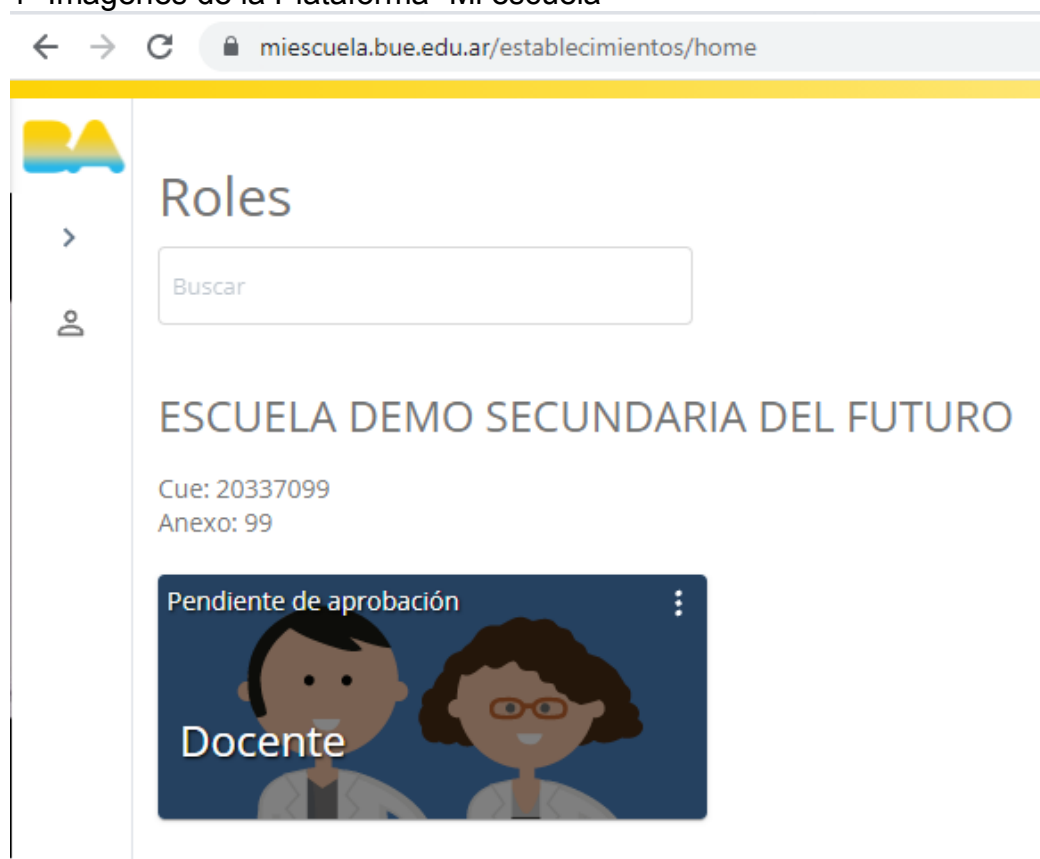 miescuela.bue.edu.ar/establecimientos/home
BA
Roles
Buscar
ESCUELA DEMO SECUNDARIA DEL FUTURO
Cue: 20337099
Anexo: 99
Pendiente de aprobación
Docente